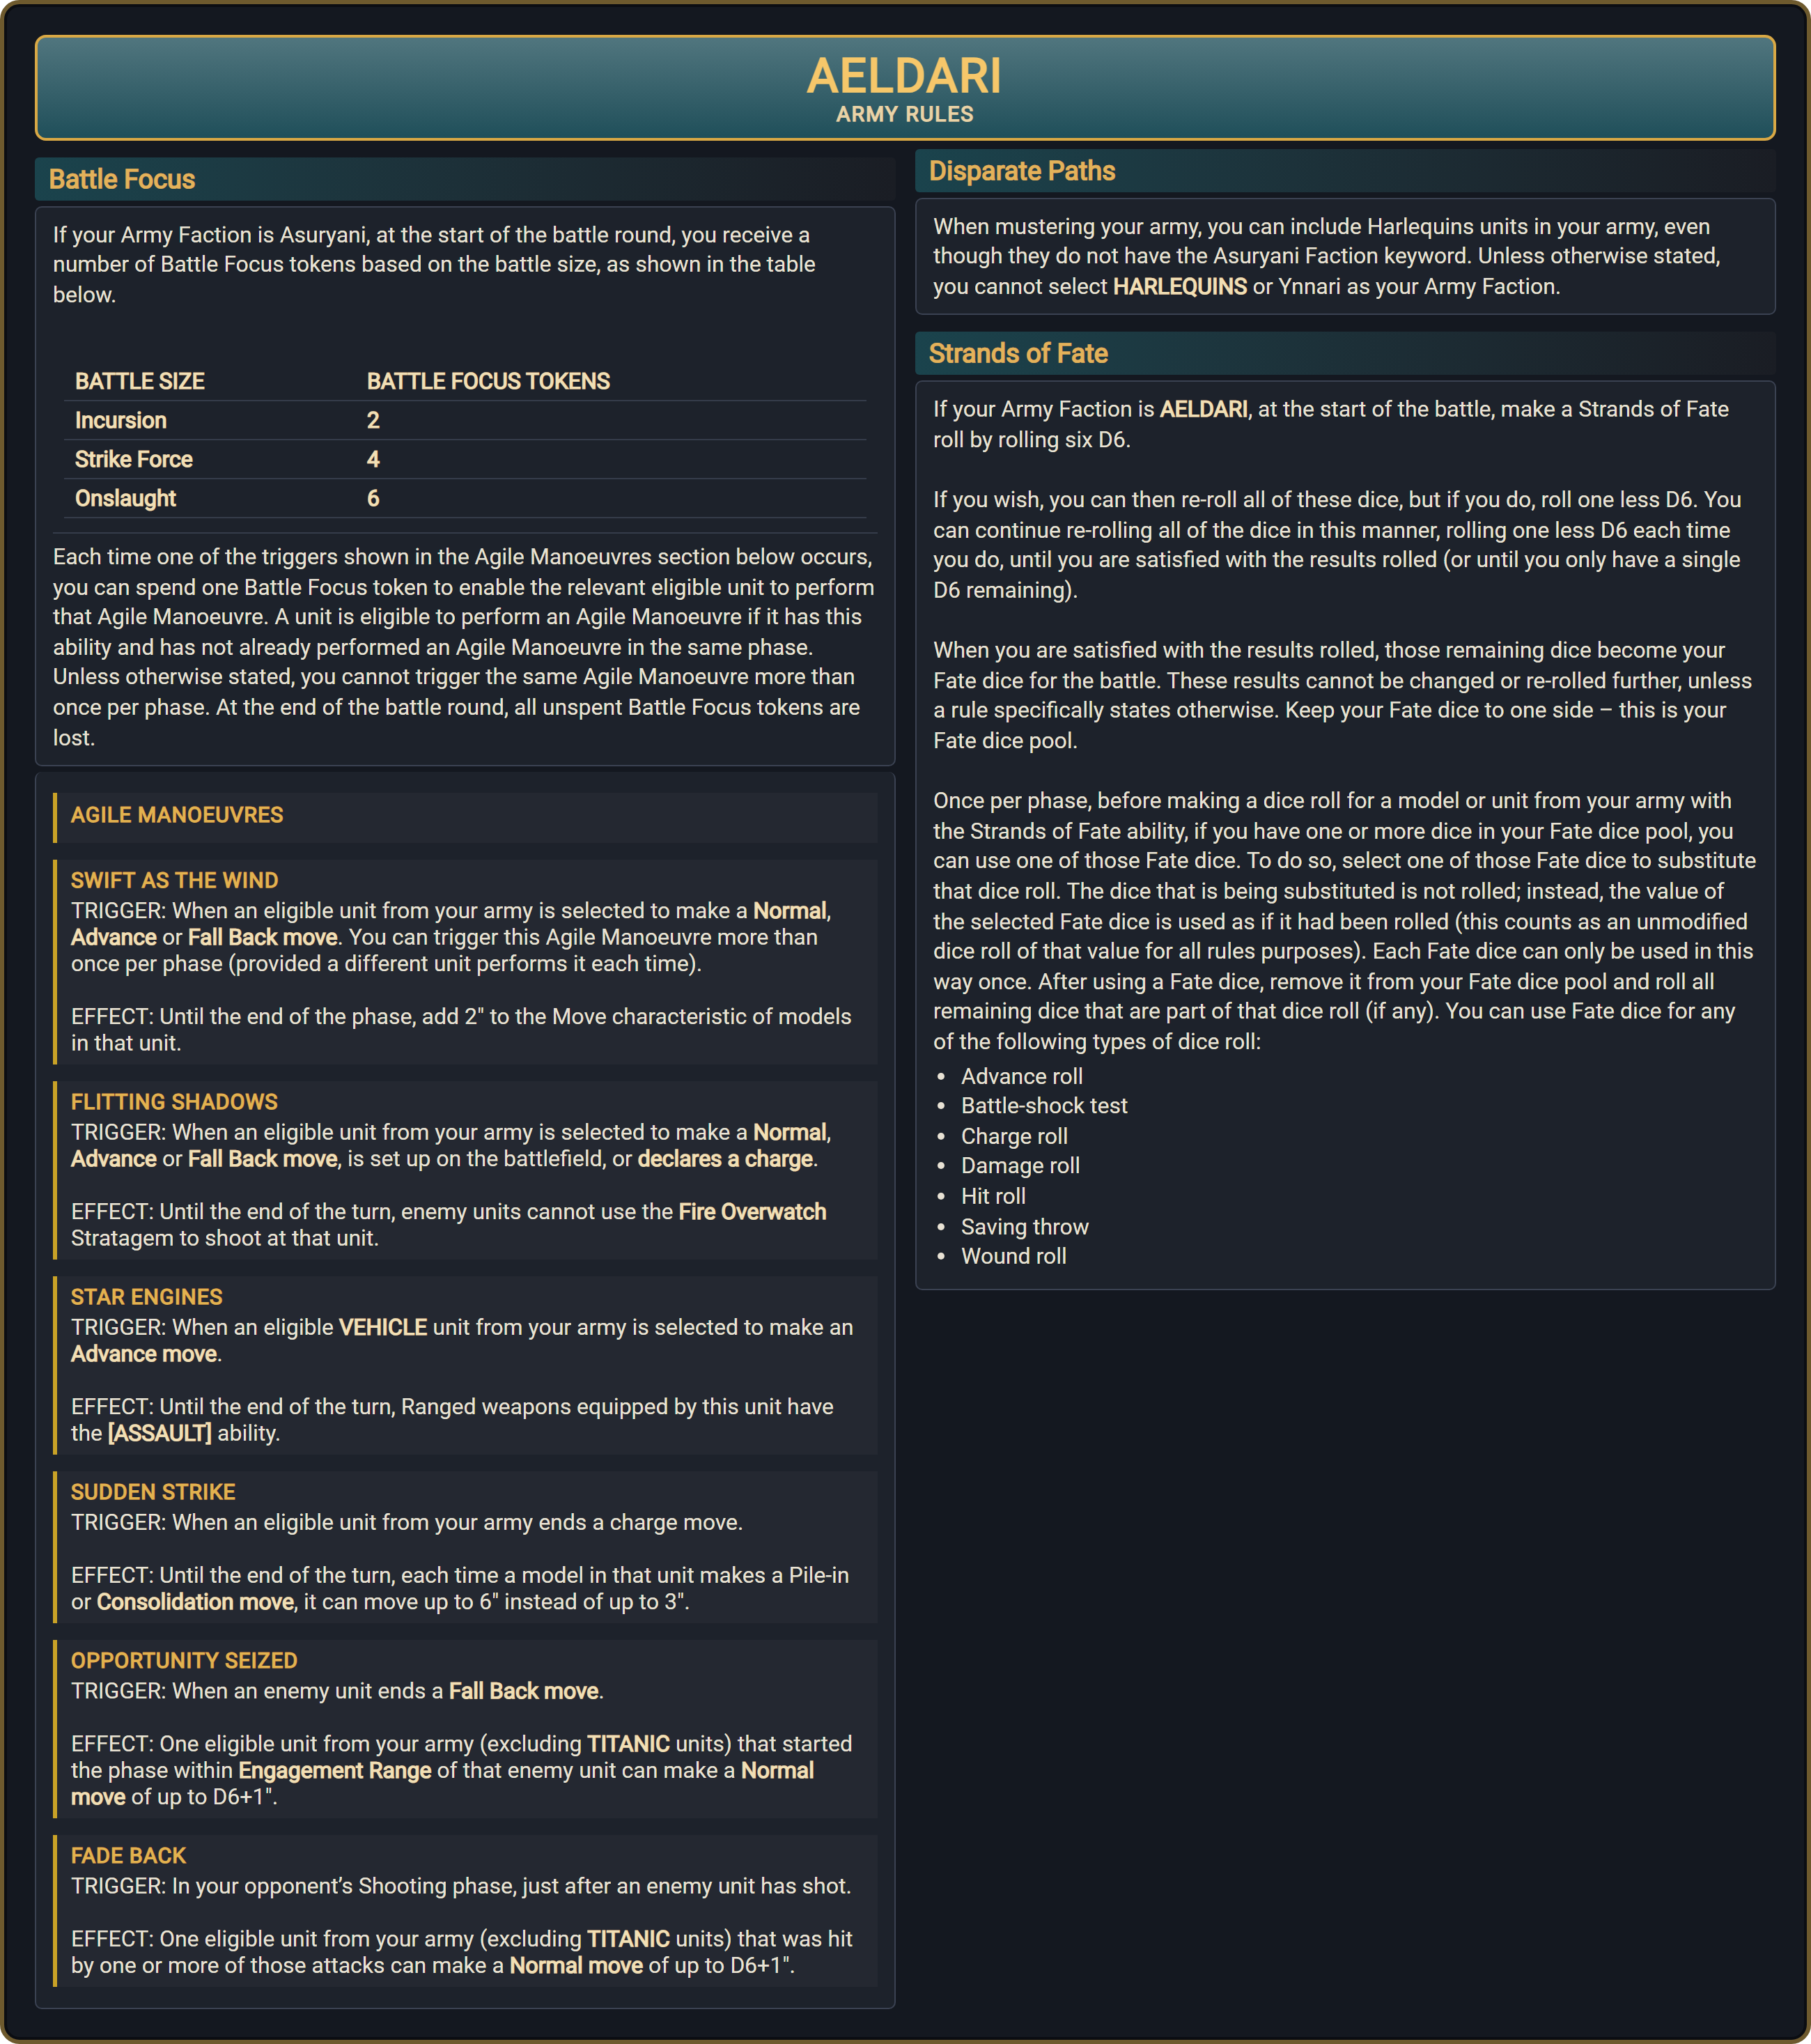 AELDARI
ARMY RULES
Battle Focus
If your Army Faction is Asuryani, at the start of the battle round, you receive a
number of Battle Focus tokens based on the battle size, as shown in the table
below.
BATTLE SIZE BATTLE FOCUS TOKENS
Incursion 2
Strike Force 4
Onslaught 6
Each time one of the triggers shown in the Agile Manoeuvres section below occurs,
you can spend one Battle Focus token to enable the relevant eligible unit to perform
that Agile Manoeuvre. A unit is eligible to perform an Agile Manoeuvre if it has this
ability and has not already performed an Agile Manoeuvre in the same phase.
Unless otherwise stated, you cannot trigger the same Agile Manoeuvre more than
once per phase. At the end of the battle round, all unspent Battle Focus tokens are
lost.
AGILE MANOEUVRES
SWIFT AS THE WIND
TRIGGER: When an eligible unit from your army is selected to make a Normal,
Advance or Fall Back move. You can trigger this Agile Manoeuvre more than
once per phase (provided a different unit performs it each time).
EFFECT: Until the end of the phase, add 2" to the Move characteristic of models
in that unit.
FLITTING SHADOWS
TRIGGER: When an eligible unit from your army is selected to make a Normal,
Advance or Fall Back move, is set up on the battlefield, or declares a charge.
EFFECT: Until the end of the turn, enemy units cannot use the Fire Overwatch
Stratagem to shoot at that unit.
STAR ENGINES
TRIGGER: When an eligible VEHICLE unit from your army is selected to make an
Advance move.
EFFECT: Until the end of the turn, Ranged weapons equipped by this unit have
the [ASSAULT] ability.
SUDDEN STRIKE
TRIGGER: When an eligible unit from your army ends a charge move.
EFFECT: Until the end of the turn, each time a model in that unit makes a Pile-in
or Consolidation move, it can move up to 6" instead of up to 3".
OPPORTUNITY SEIZED
TRIGGER: When an enemy unit ends a Fall Back move.
EFFECT: One eligible unit from your army (excluding TITANIC units) that started
the phase within Engagement Range of that enemy unit can make a Normal
move of up to D6+1".
FADE BACK
TRIGGER: In your opponent’s Shooting phase, just after an enemy unit has shot.
EFFECT: One eligible unit from your army (excluding TITANIC units) that was hit
by one or more of those attacks can make a Normal move of up to D6+1".
Disparate Paths
When mustering your army, you can include Harlequins units in your army, even
though they do not have the Asuryani Faction keyword. Unless otherwise stated,
you cannot select HARLEQUINS or Ynnari as your Army Faction.
Strands of Fate
If your Army Faction is AELDARI, at the start of the battle, make a Strands of Fate
roll by rolling six D6.
If you wish, you can then re-roll all of these dice, but if you do, roll one less D6. You
can continue re-rolling all of the dice in this manner, rolling one less D6 each time
you do, until you are satisfied with the results rolled (or until you only have a single
D6 remaining).
When you are satisfied with the results rolled, those remaining dice become your
Fate dice for the battle. These results cannot be changed or re-rolled further, unless
a rule specifically states otherwise. Keep your Fate dice to one side – this is your
Fate dice pool.
Once per phase, before making a dice roll for a model or unit from your army with
the Strands of Fate ability, if you have one or more dice in your Fate dice pool, you
can use one of those Fate dice. To do so, select one of those Fate dice to substitute
that dice roll. The dice that is being substituted is not rolled; instead, the value of
the selected Fate dice is used as if it had been rolled (this counts as an unmodified
dice roll of that value for all rules purposes). Each Fate dice can only be used in this
way once. After using a Fate dice, remove it from your Fate dice pool and roll all
remaining dice that are part of that dice roll (if any). You can use Fate dice for any
of the following types of dice roll:
• Advance roll
• Battle-shock test
• Charge roll
• Damage roll
• Hit roll
• Saving throw
• Wound roll